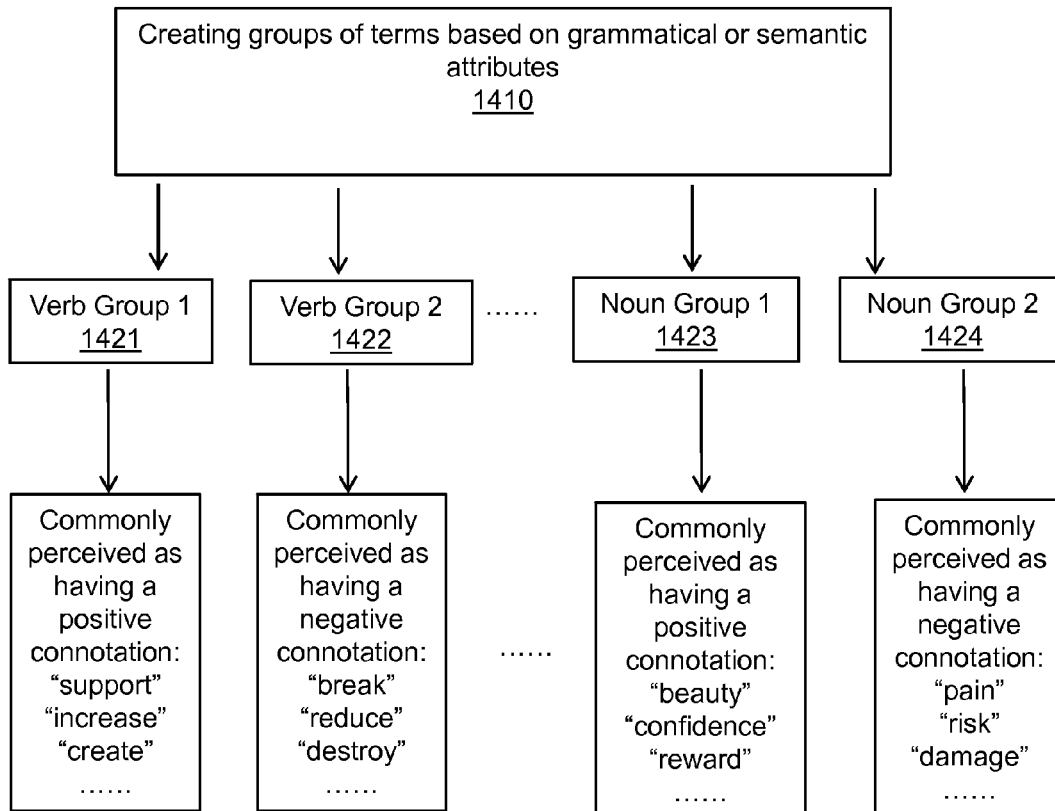 Creating groups of terms based on grammatical or semantic
attributes
1410
Verb Group 1
1421
Verb Group 2
1422
......
Noun Group 1
1423
Noun Group 2
1424
Commonly
perceived as
having a
positive
connotation:
“support”
“increase”
“create”
......
Commonly
perceived as
having a
negative
connotation:
“break”
“reduce”
“destroy”
......
......
Commonly
perceived as
having a
positive
connotation:
“beauty”
“confidence”
“reward”
......
Commonly
perceived as
having a
negative
connotation:
“pain”
“risk”
“damage”
......